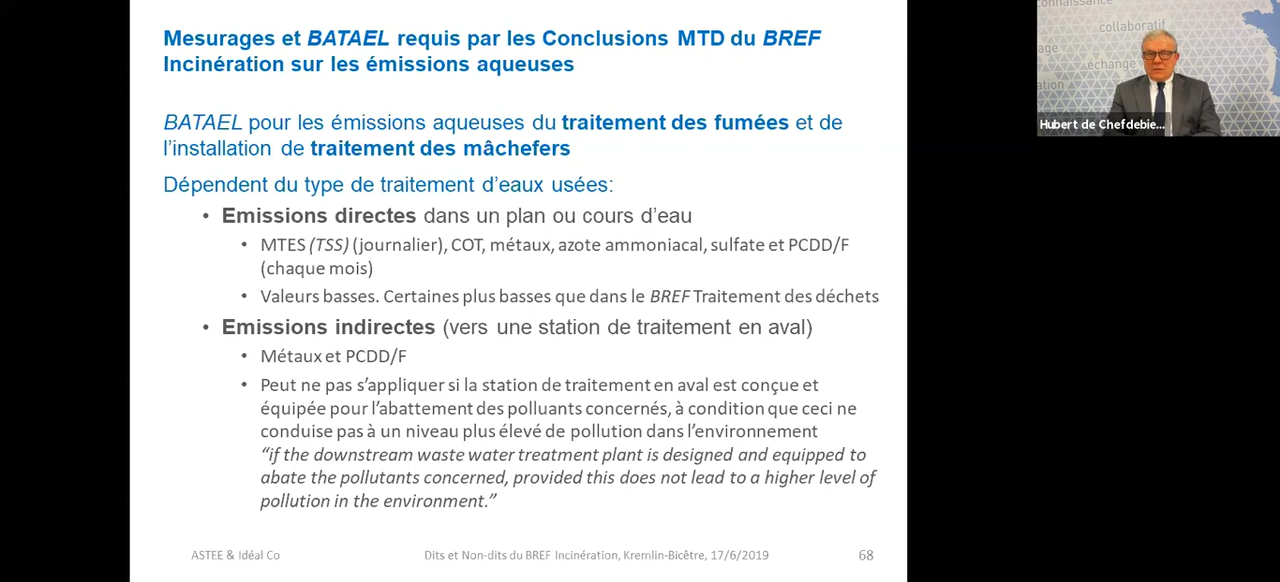 Mesurages et BATAEL requis par les Conclusions MTD du BREF
Incinération sur les émissions aqueuses
BATAEL pour les émissions aqueuses du traitement des fumées et de
l'installation de traitement des mâchefers
Dépendent du type de traitement d'eaux usées:
• Emissions directes dans un plan ou cours d'eau
• MTES (TSS) (journalier), COT, métaux, azote ammoniacal, sulfate et PCDD/F
(chaque mois)
• Valeurs basses. Certaines plus basses que dans le BREF Traitement des déchets
• Emissions indirectes (vers une station de traitement en aval)
• Métaux et PCDD/F
• Peut ne pas s'appliquer si la station de traitement en aval est conçue et
équipée pour l'abattement des polluants concernés, à condition que ceci ne
conduise pas à un niveau plus élevé de pollution dans l'environnement
"if the downstream waste water treatment plant is designed and equipped to
abate the pollutants concerned, provided this does not lead to a higher level of
pollution in the environment."
ASTEE & Idéal Co
Dits et Non-dits du BREF Incinération, Kremlin-Bicêtre, 17/6/2019
68
collaboratif
échange
Hubert de Chefdebie...